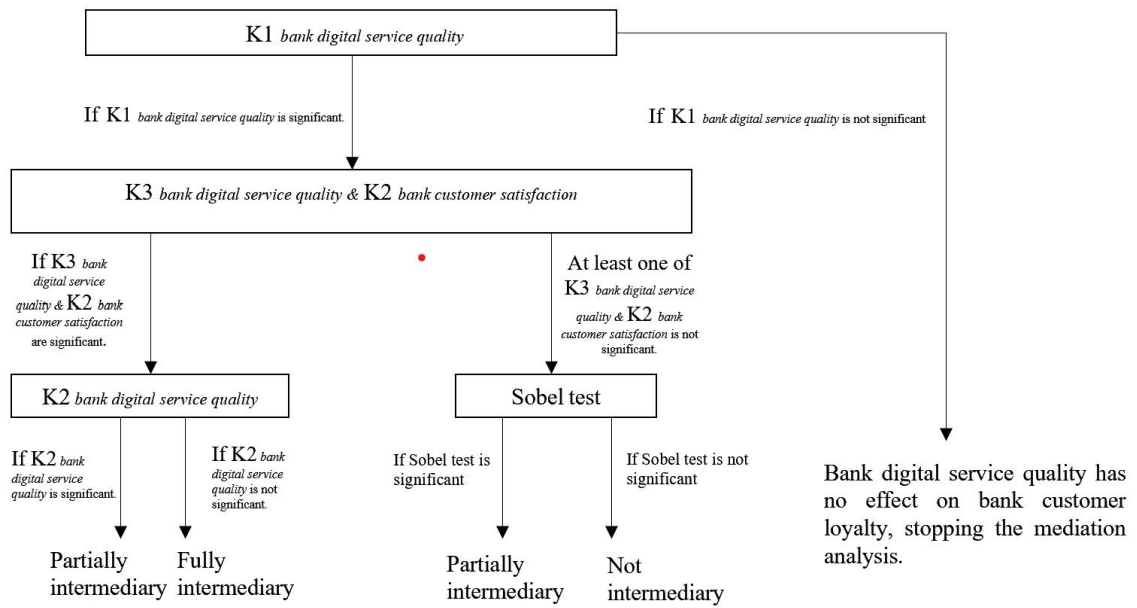 K1 bank digital service quality
If K1 bank digital service quality is significant.
If K1 bank digital service quality is not significant
K3 bank digital service quality & K2 bank customer satisfaction
If K3 bank
digital service
quality & K2 bank
customer satisfaction
are significant.
At least one of
K3 bank digital service
quality & K2 bank
customer satisfaction is not
significant.
K2 bank digital service quality
Sobel test
If K2 bank
digital service
quality is significant.
If K2 bank
digital service
quality is not
significant.
If Sobel test is
significant
If Sobel test is not
significant
Bank digital service quality has
no effect on bank customer
loyalty, stopping the mediation
analysis.
Partially
intermediary
Fully
intermediary
Partially
intermediary
Not
intermediary